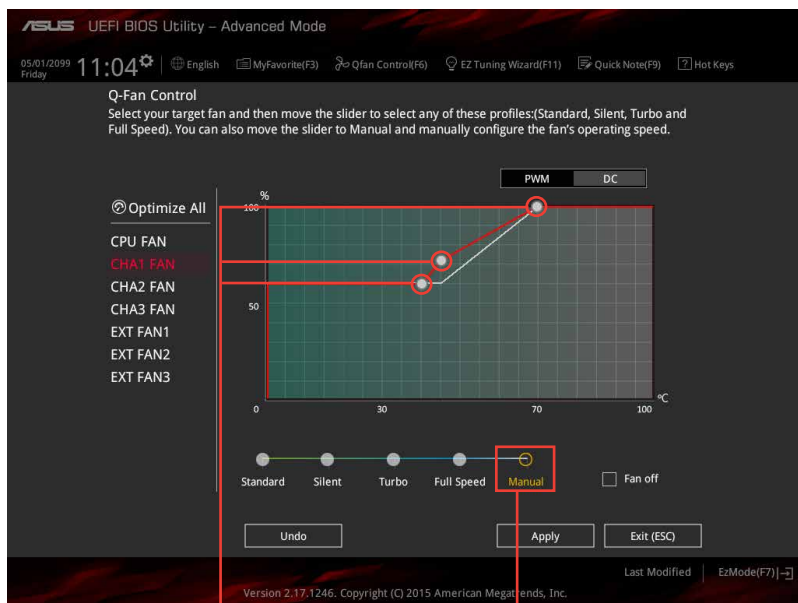 ASUS UEFI BIOS Utility – Advanced Mode
05/01/2099 Friday 11:04 English MyFavorite(F3) Qfan Control(F6) EZ Tuning Wizard(F11) Quick Note(F9) ? Hot Keys
Q-Fan Control
Select your target fan and then move the slider to select any of these profiles:(Standard, Silent, Turbo and
Full Speed). You can also move the slider to Manual and manually configure the fan's operating speed.
PWM DC
Optimize All
CPU FAN
CHA1 FAN
CHA2 FAN
CHA3 FAN
EXT FAN1
EXT FAN2
EXT FAN3
%
100
50
0 30 70 100 °C
Standard Silent Turbo Full Speed Manual
Fan off
Undo Apply Exit (ESC)
Last Modified EzMode(F7)
Version 2.17.1246. Copyright (C) 2015 American Megatrends, Inc.